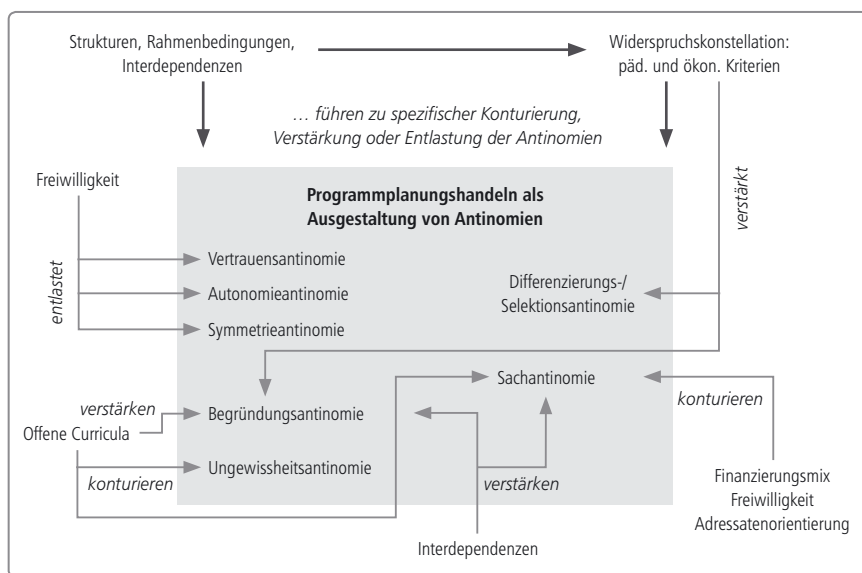 Strukturen, Rahmenbedingungen,
Interdependenzen
Widerspruchskonstellation:
päd. und ökon. Kriterien
… führen zu spezifischer Konturierung,
Verstärkung oder Entlastung der Antinomien
Freiwilligkeit
entlastet
verstärkt
Programmplanungshandeln als
Ausgestaltung von Antinomien
Vertrauensantinomie
Autonomieantinomie
Symmetrieantinomie
Differenzierungs-/
Selektionsantinomie
Sachantinomie
konturieren
verstärken
Begründungsantinomie
Offene Curricula
Ungewissheitsantinomie
konturieren
verstärken
Finanzierungsmix
Freiwilligkeit
Adressatenorientierung
Interdependenzen